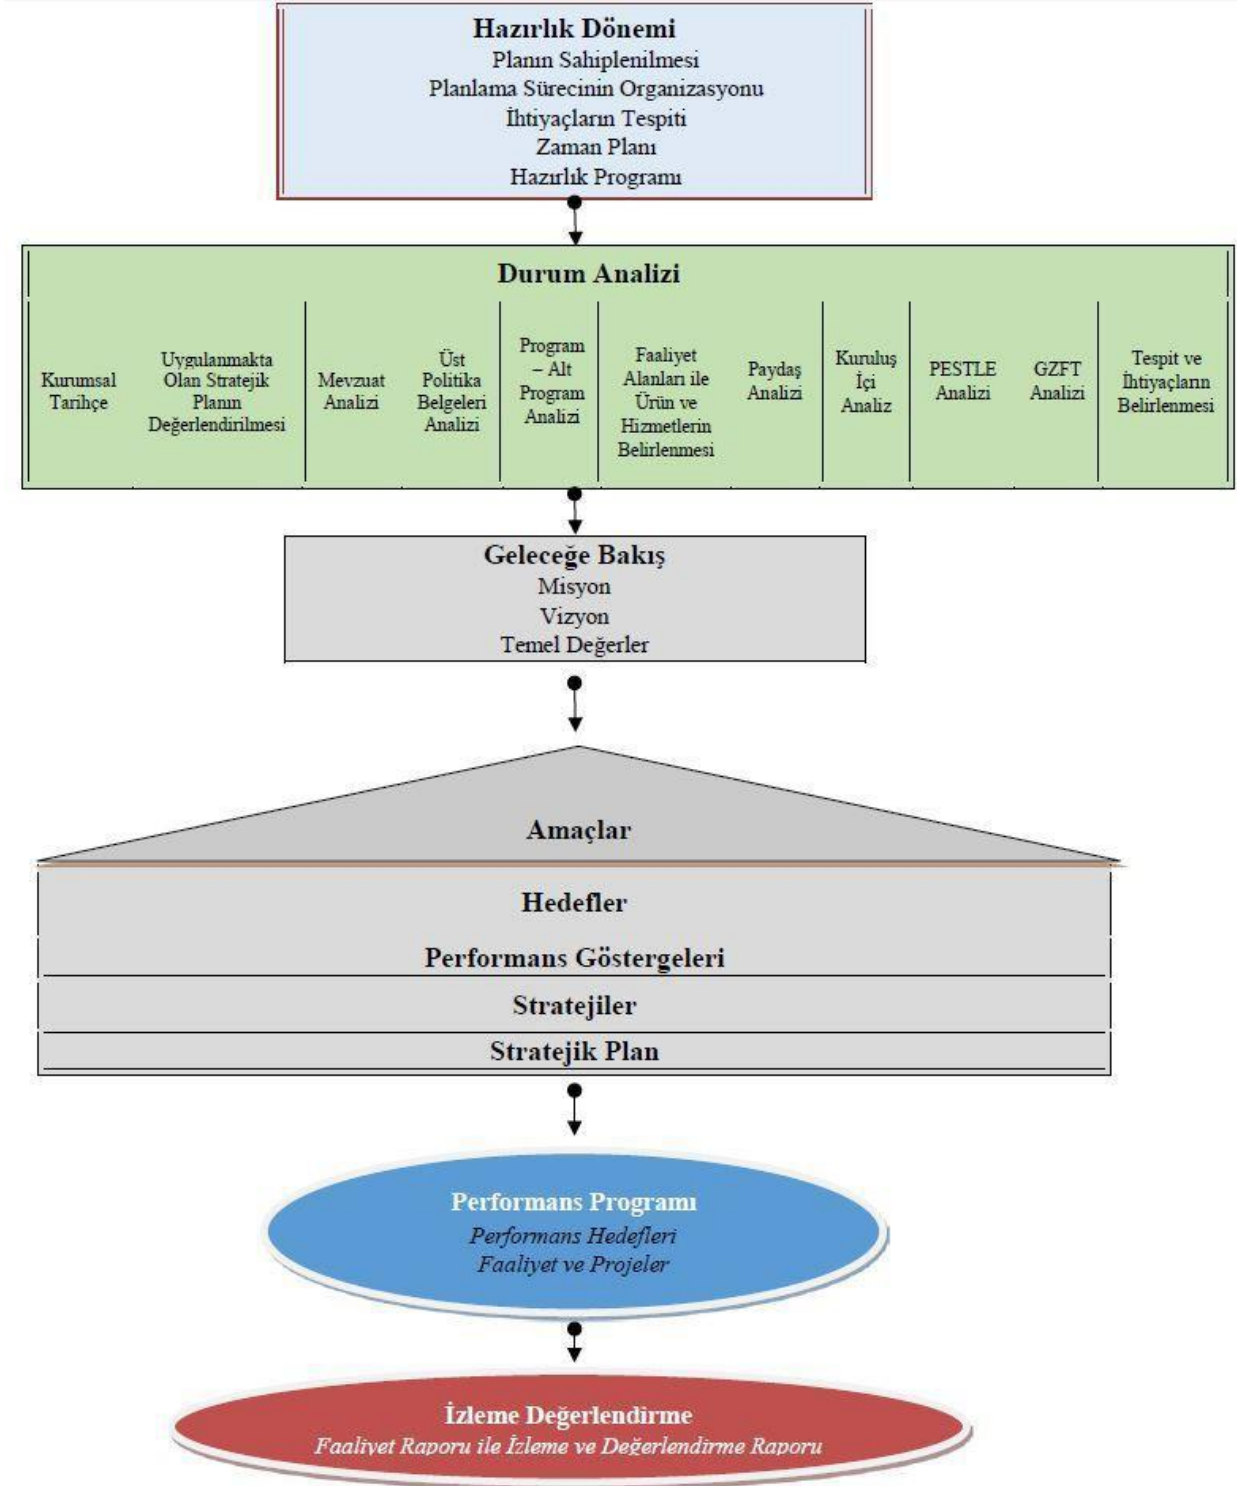 Hazırlık Dönemi
Planın Sahiplenilmesi
Planlama Sürecinin Organizasyonu
İhtiyaçların Tespiti
Zaman Planı
Hazırlık Programı
Durum Analizi
Kurumsal
Tarihçe
Uygulanmakta
Olan Stratejik
Planın
Değerlendirilmesi
Mevzuat
Analizi
Üst
Politika
Belgeleri
Analizi
Program
– Alt
Program
Analizi
Faaliyet
Alanları ile
Ürün ve
Hizmetlerin
Belirlenmesi
Paydaş
Analizi
Kuruluş
İçi
Analiz
PESTLE
Analizi
GZFT
Analizi
Tespit ve
İhtiyaçların
Belirlenmesi
Geleceğe Bakış
Misyon
Vizyon
Temel Değerler
Amaçlar
Hedefler
Performans Göstergeleri
Stratejiler
Stratejik Plan
Performans Programı
Performans Hedefleri
Faaliyet ve Projeler
İzleme Değerlendirme
Faaliyet Raporu ile İzleme ve Değerlendirme Raporu